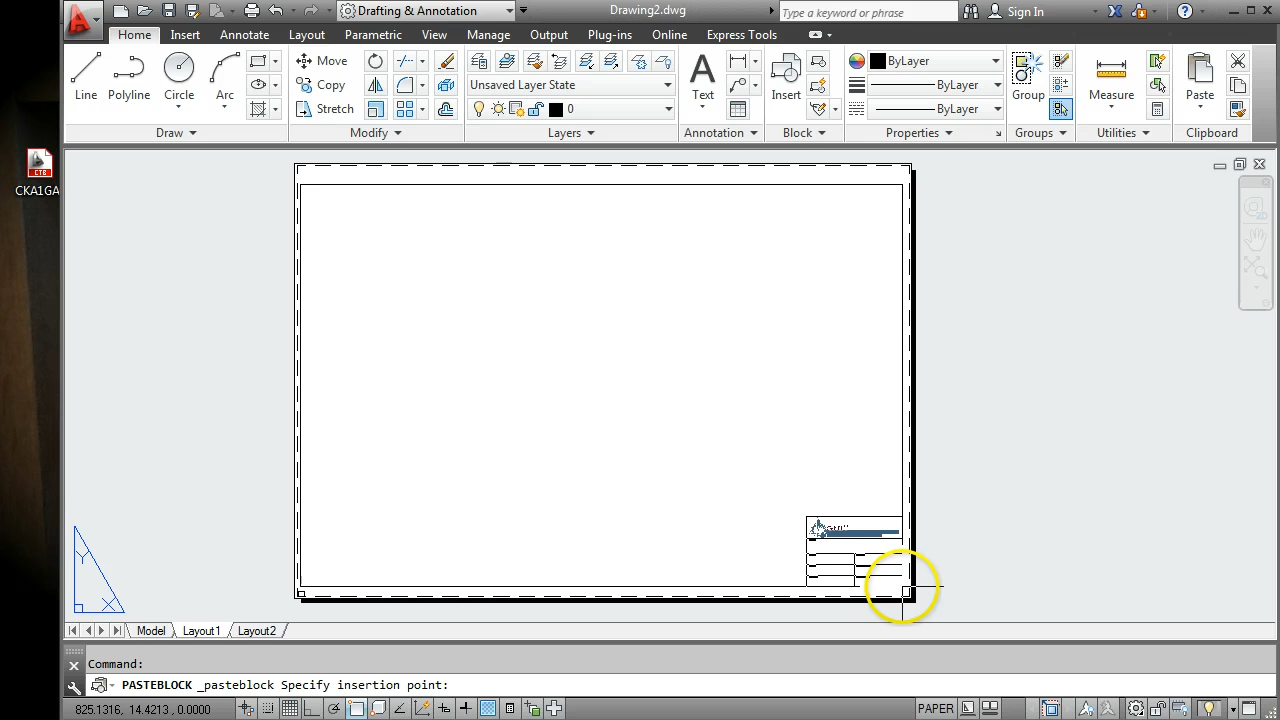 Drafting & Annotation
Drawing2.dwg
Type a keyword or phrase
Sign In
Home
Insert
Annotate
Layout
Parametric
View
Manage
Output
Plug-ins
Online
Express Tools
Line
Polyline
Circle
Arc
Move
Copy
Stretch
Unsaved Layer State
0
Text
Insert
ByLayer
ByLayer
ByLayer
Group
Measure
Paste
Draw
Modify
Layers
Annotation
Block
Properties
Groups
Utilities
Clipboard
CTB
CKA1GA
Y
X
Model
Layout1
Layout2
Command:
PASTEBLOCK _pasteblock Specify insertion point:
825.1316, 14.4213 , 0.0000
PAPER